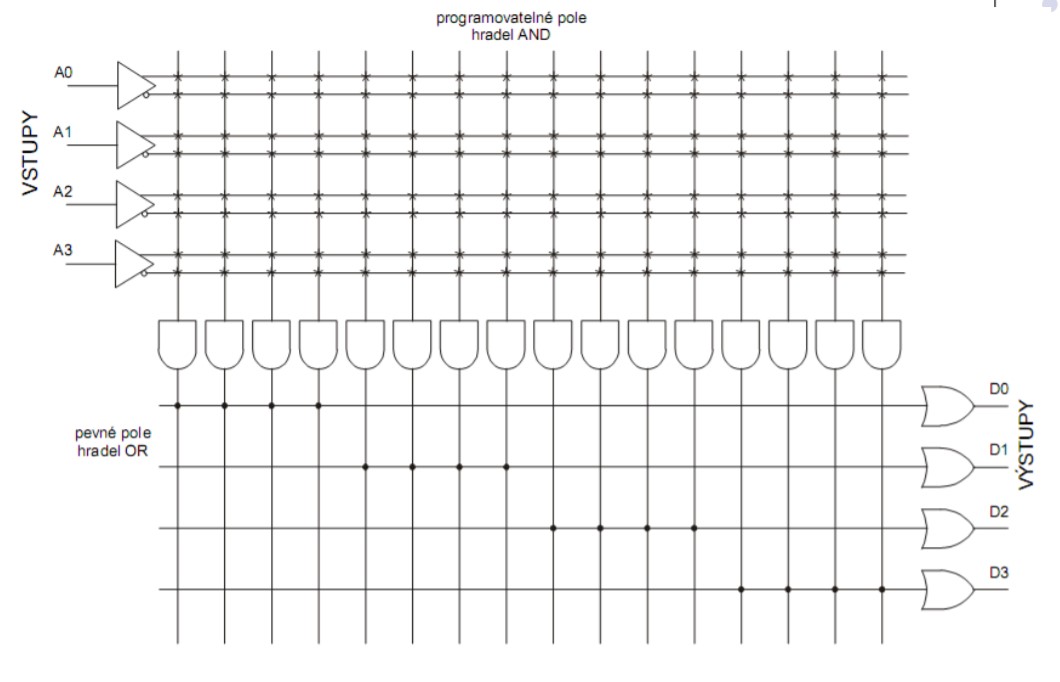 programovatelné pole
hradel AND
VSTUPY
A0
A1
A2
A3
pevné pole
hradel OR
D0
D1
D2
D3
VÝSTUPY